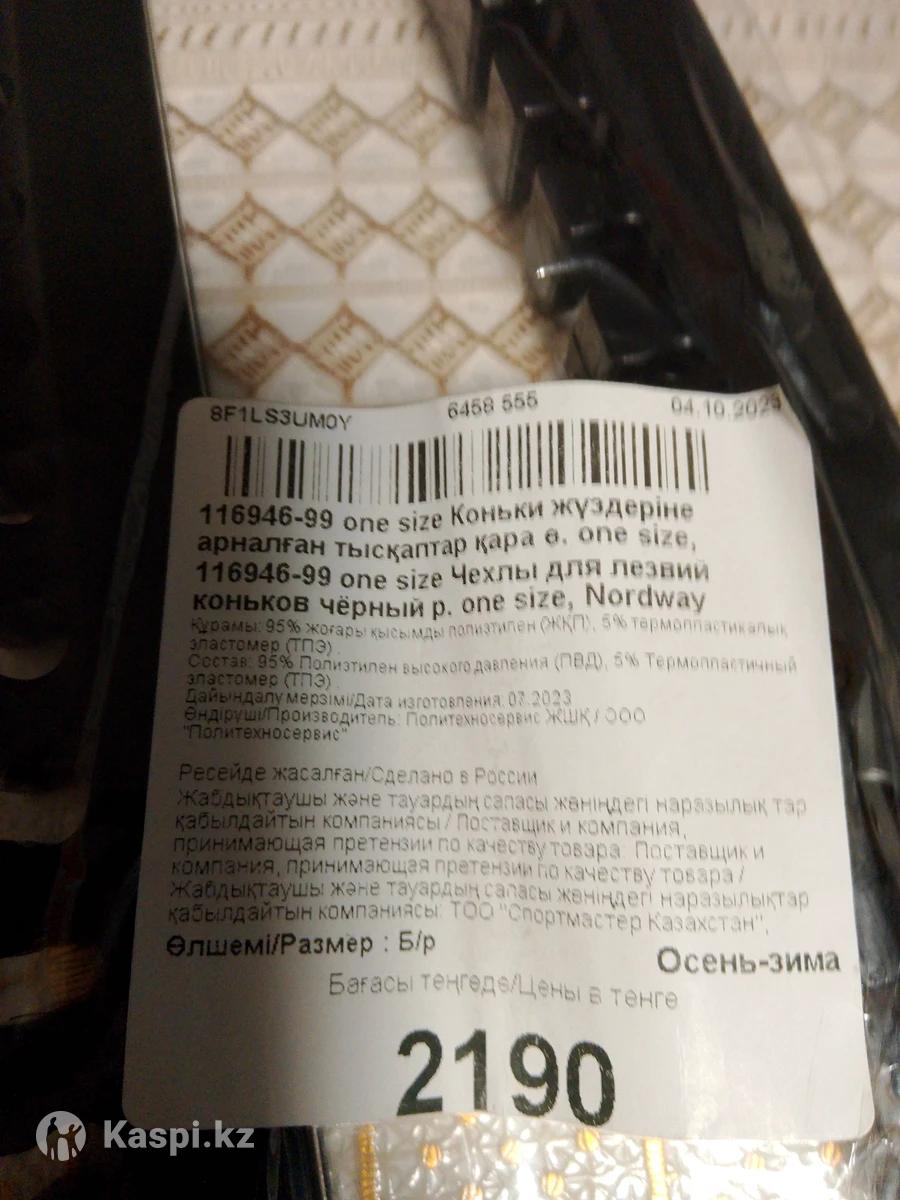 8F1LS3UM0Y 6458 555 04.10.2023
116946-99 one size Коньки жүздеріне
арналған тысқаптар қара ө. one size,
116946-99 one size Чехлы для лезвий
коньков чёрный р. one size, Nordway
Құрамы: 95% жоғары қысымды полиэтилен (ЖҚП), 5% термопластикалық
эластомер (ТПЭ)
Состав: 95% Полиэтилен высокого давления (ПВД), 5% Термопластичный
эластомер (ТПЭ)
Дайындалу мерзімі/Дата изготовления: 07.2023
Өндіруші/Производитель: Политехносервис ЖШҚ / ООО
"Политехносервис"
Ресейде жасалған/Сделано в России
Жабдықтаушы және тауардың сапасы жөніндегі наразылық тар
қабылдайтын компаниясы / Поставщик и компания,
принимающая претензии по качеству товара: Поставщик и
компания, принимающая претензии по качеству товара /
Жабдықтаушы және тауардың сапасы жөніндегі наразылықтар
қабылдайтын компаниясы: ТОО "Спортмастер Казахстан",
Өлшемі/Размер : Б/р
Осень-зима
Бағасы теңгеде/Цены в тенге
2190
Kaspi.kz